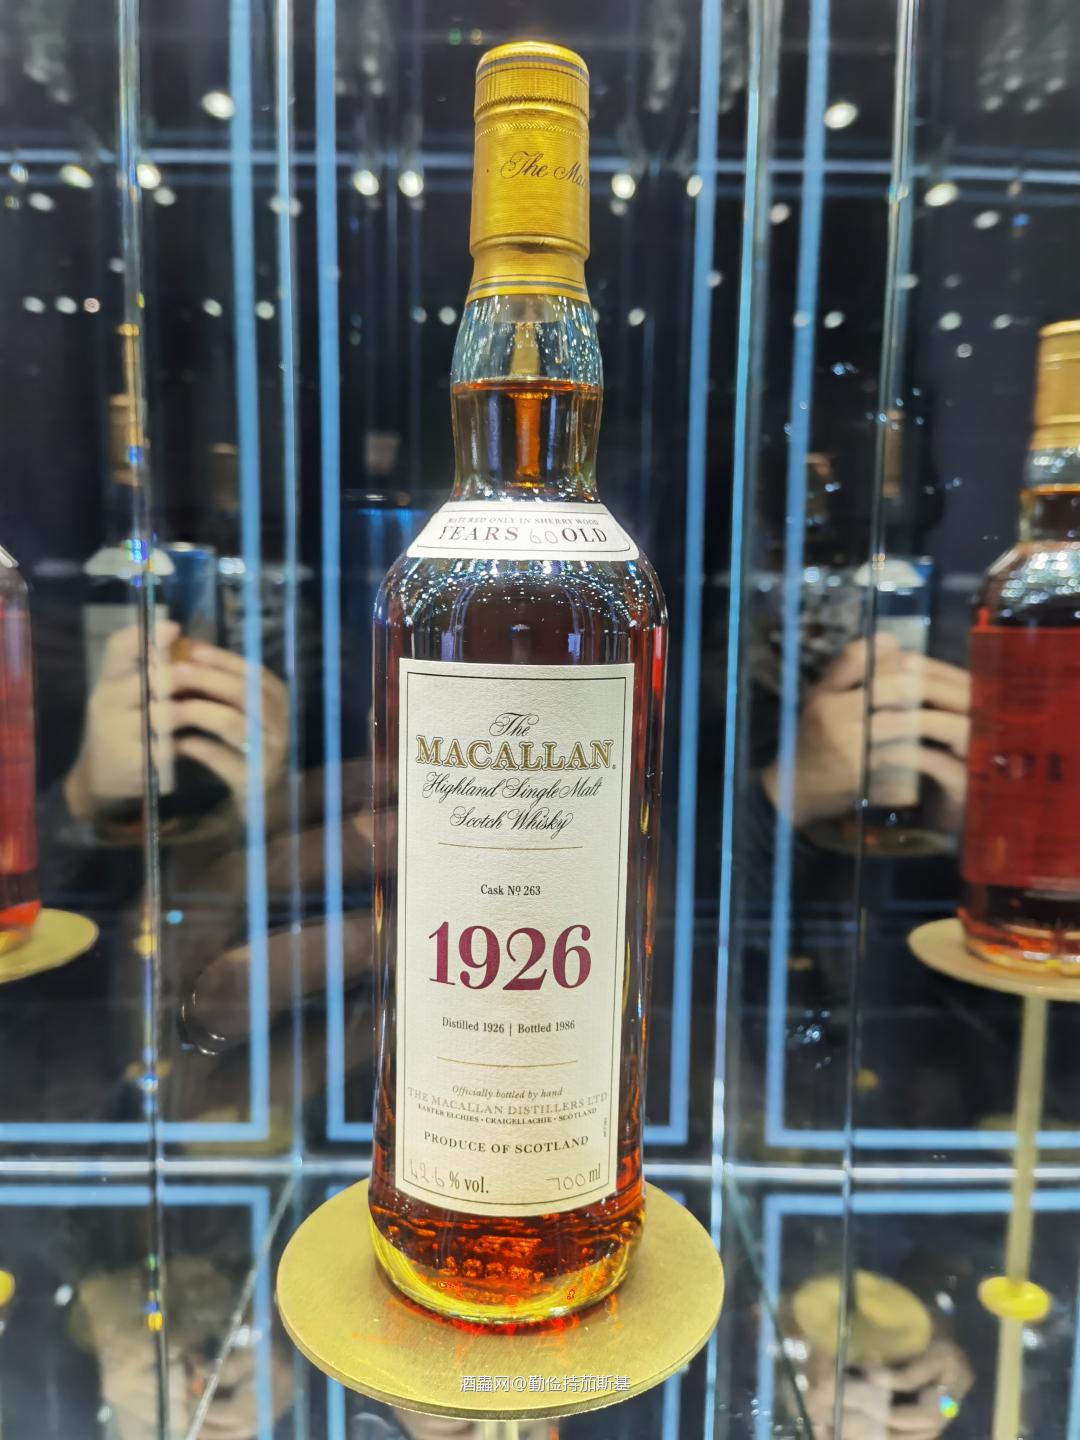 The Mac
MATURED ONLY IN SHERRY WOOD
YEARS 60 OLD
The
MACALLAN.
Highland Single Malt
Scotch Whisky
Cask Nº 263
1926
Distilled 1926 | Bottled 1986
Officially bottled by hand
THE MACALLAN DISTILLERS LTD
EASTER ELCHIES • CRAIGELLACHIE • SCOTLAND
PRODUCE OF SCOTLAND
42.6 % vol. 700 ml
酒蟲网@勤俭持茄斯基